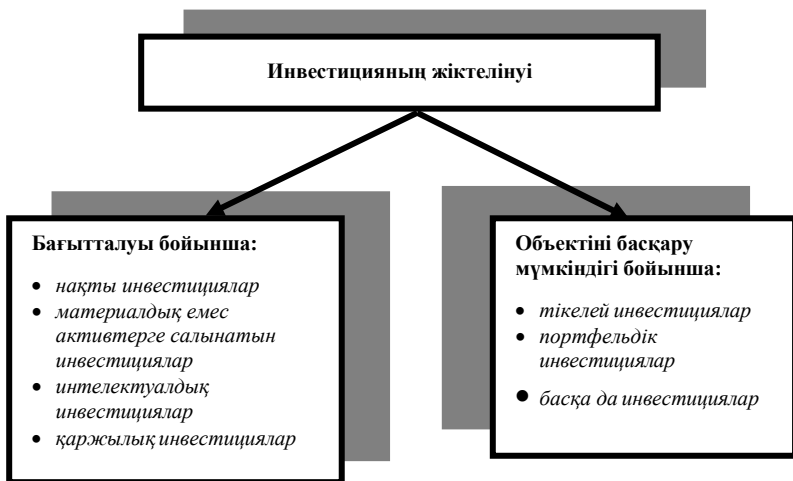 Инвестицияның жіктелінуі
Бағытталуы бойынша:
• нақты инвестициялар
• материалдық емес
активтерге салынатын
инвестициялар
• интелектуалдық
инвестициялар
• қаржылық инвестициялар
Объектіні басқару
мүмкіндігі бойынша:
• тікелей инвестициялар
• портфельдік
инвестициялар
• басқа да инвестициялар